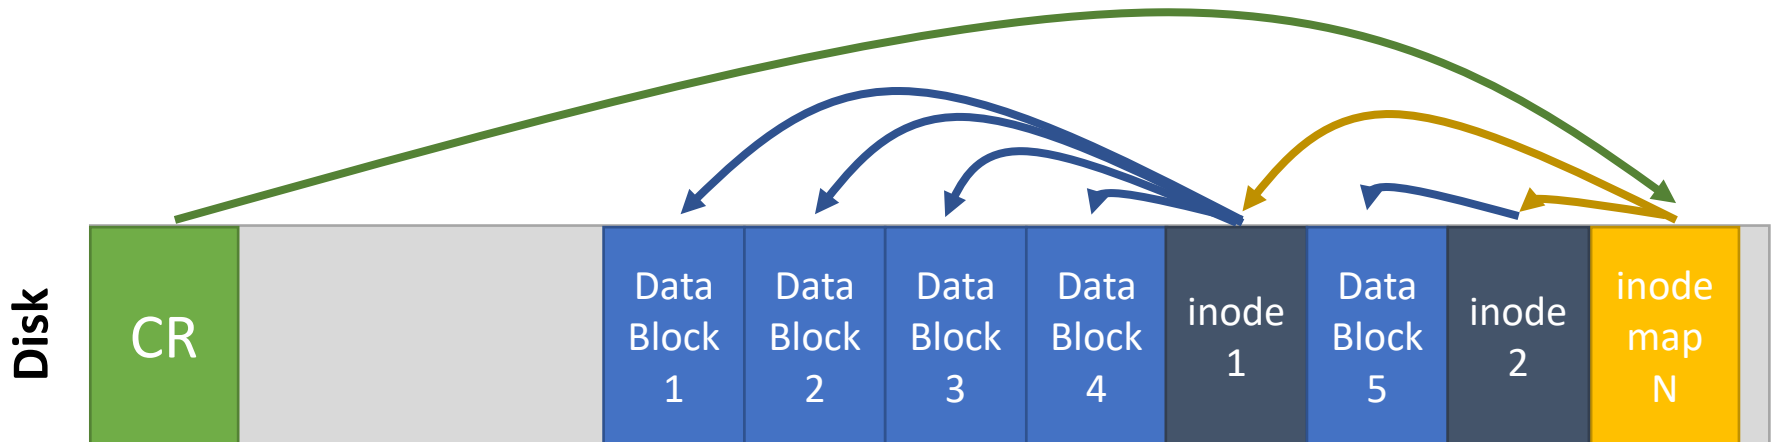 Disk
CR
Data
Block
1
Data
Block
2
Data
Block
3
Data
Block
4
inode
1
Data
Block
5
inode
2
inode
map
N